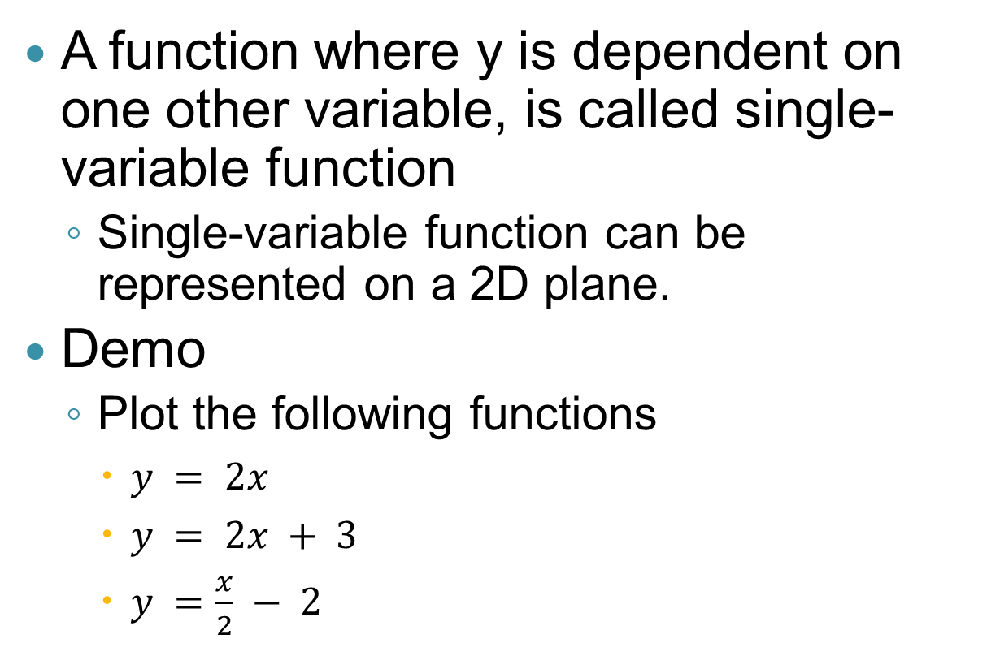 • A function where y is dependent on
one other variable, is called single-
variable function
◦ Single-variable function can be
represented on a 2D plane.
• Demo
◦ Plot the following functions
• y = 2x
• y = 2x + 3
• y = x/2 − 2